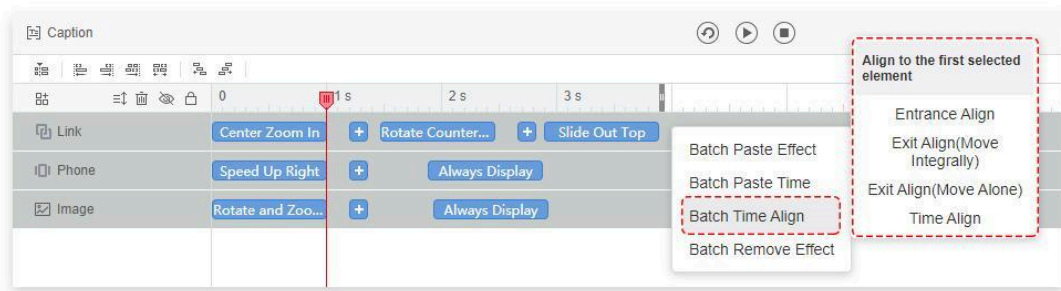 Caption
Align to the first selected
element
0
1 s
2 s
3 s
Entrance Align
Link
Center Zoom In
+
Rotate Counter...
+
Slide Out Top
Exit Align(Move
Integrally)
Batch Paste Effect
Phone
Speed Up Right
+
Always Display
Batch Paste Time
Exit Align(Move Alone)
Image
Rotate and Zoo...
+
Always Display
Batch Time Align
Time Align
Batch Remove Effect